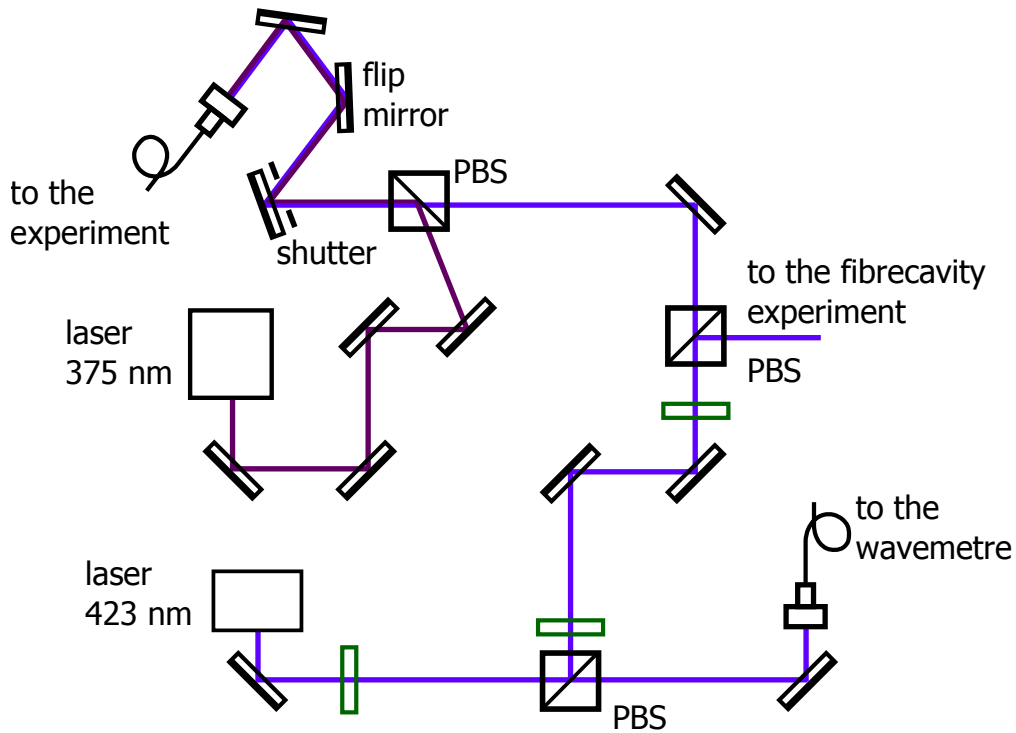 flip
mirror
PBS
to the
experiment
shutter
to the fibrecavity
experiment
laser
375 nm
PBS
to the
wavemetre
laser
423 nm
PBS